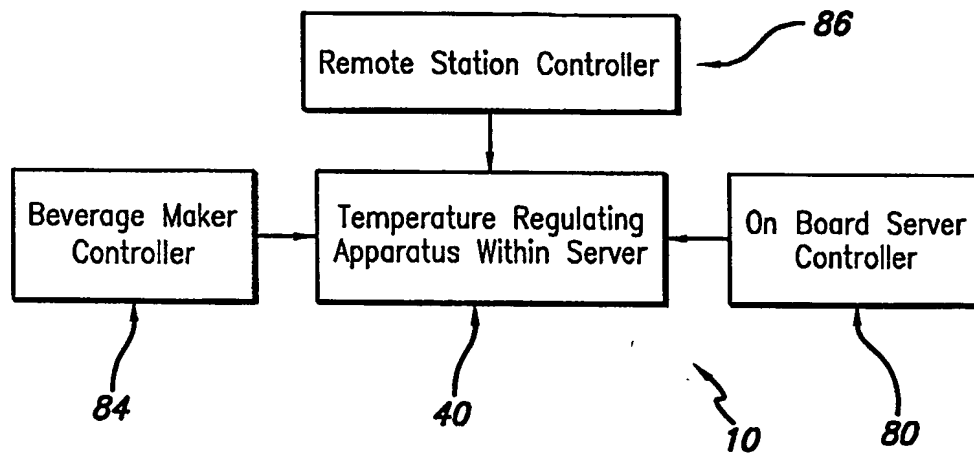 86
Remote Station Controller
Beverage Maker
Controller
Temperature Regulating
Apparatus Within Server
On Board Server
Controller
84
40
10
80